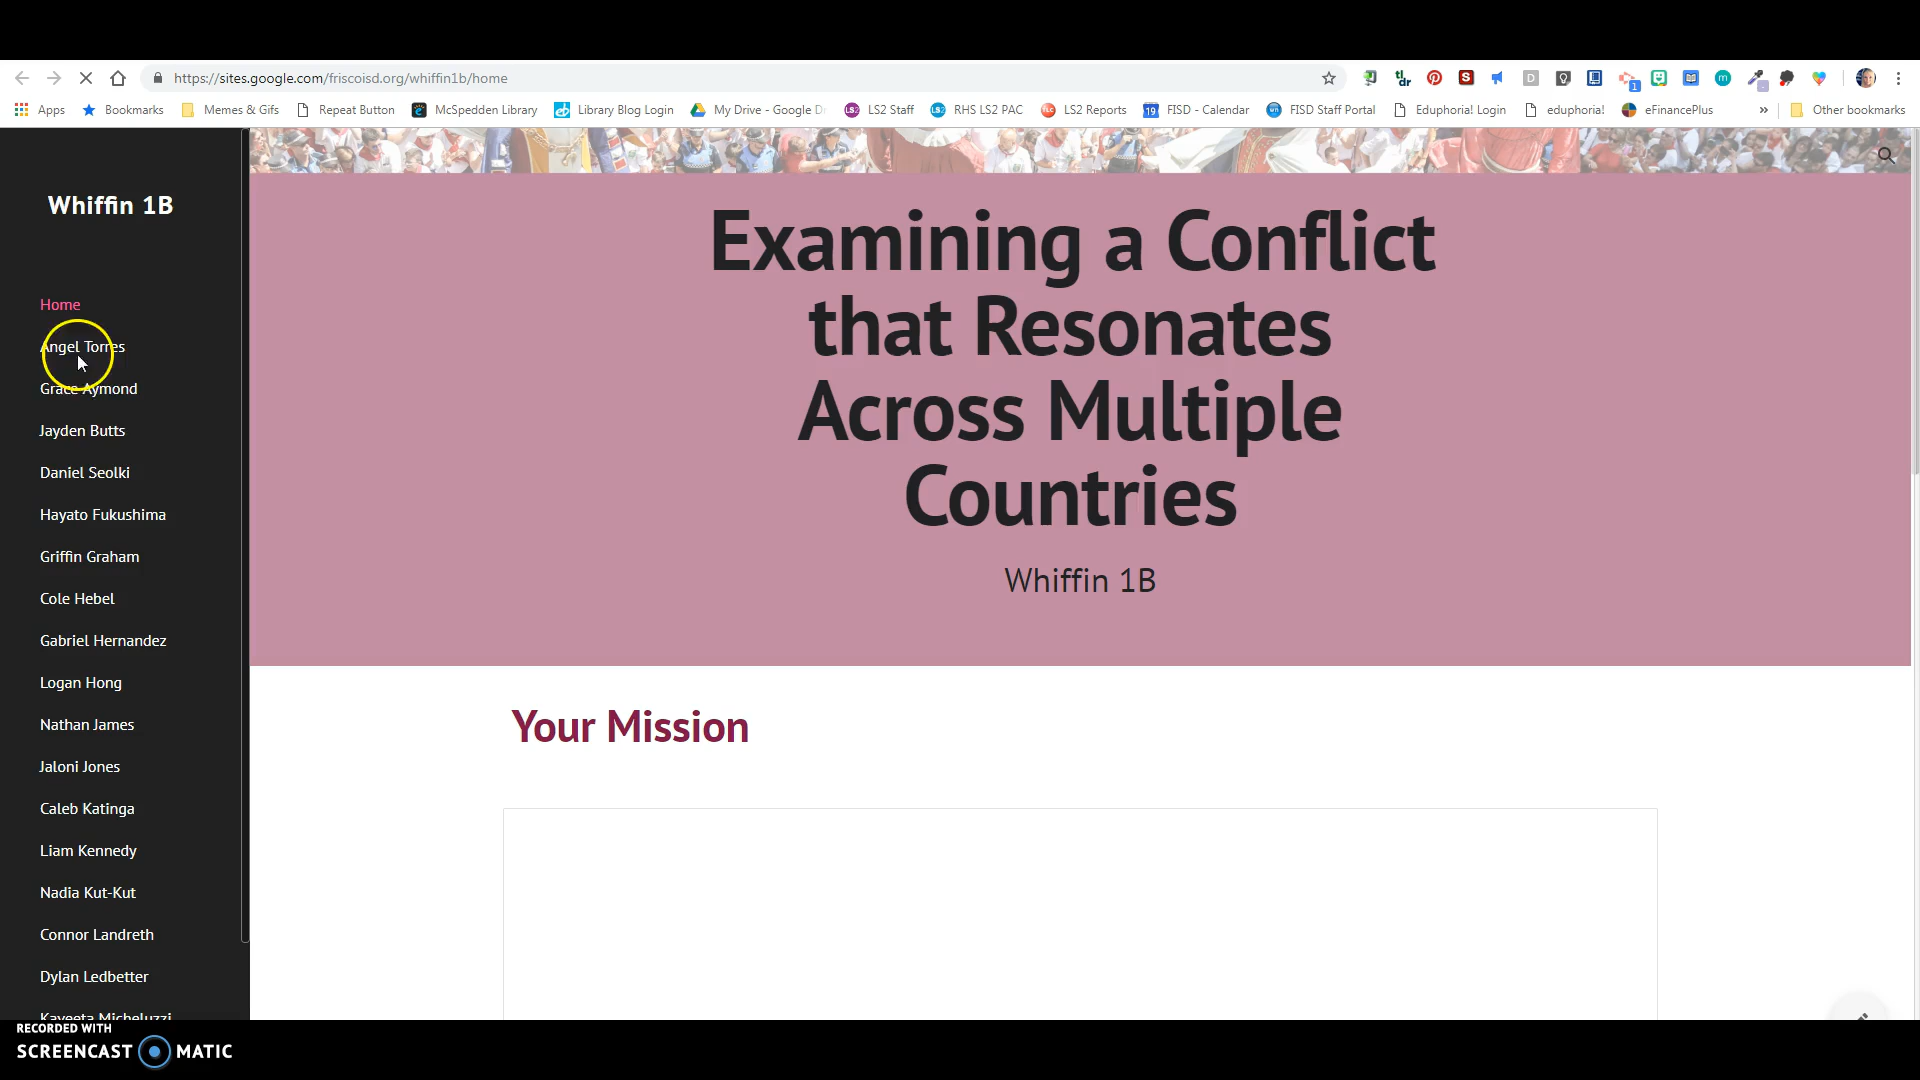 https://sites.google.com/friscoisd.org/whiffin1b/home
Apps Bookmarks Memes & Gifs Repeat Button McSpedden Library Library Blog Login My Drive - Google Dr LS2 Staff RHS LS2 PAC LS2 Reports FISD - Calendar FISD Staff Portal Eduphoria! Login eduphoria! eFinancePlus » Other bookmarks
Whiffin 1B
Home
Angel Torres
Grace Aymond
Jayden Butts
Daniel Seolki
Hayato Fukushima
Griffin Graham
Cole Hebel
Gabriel Hernandez
Logan Hong
Nathan James
Jaloni Jones
Caleb Katinga
Liam Kennedy
Nadia Kut-Kut
Connor Landreth
Dylan Ledbetter
Kaveeta Micheluzzi
Examining a Conflict
that Resonates
Across Multiple
Countries
Whiffin 1B
Your Mission
RECORDED WITH
SCREENCAST MATIC